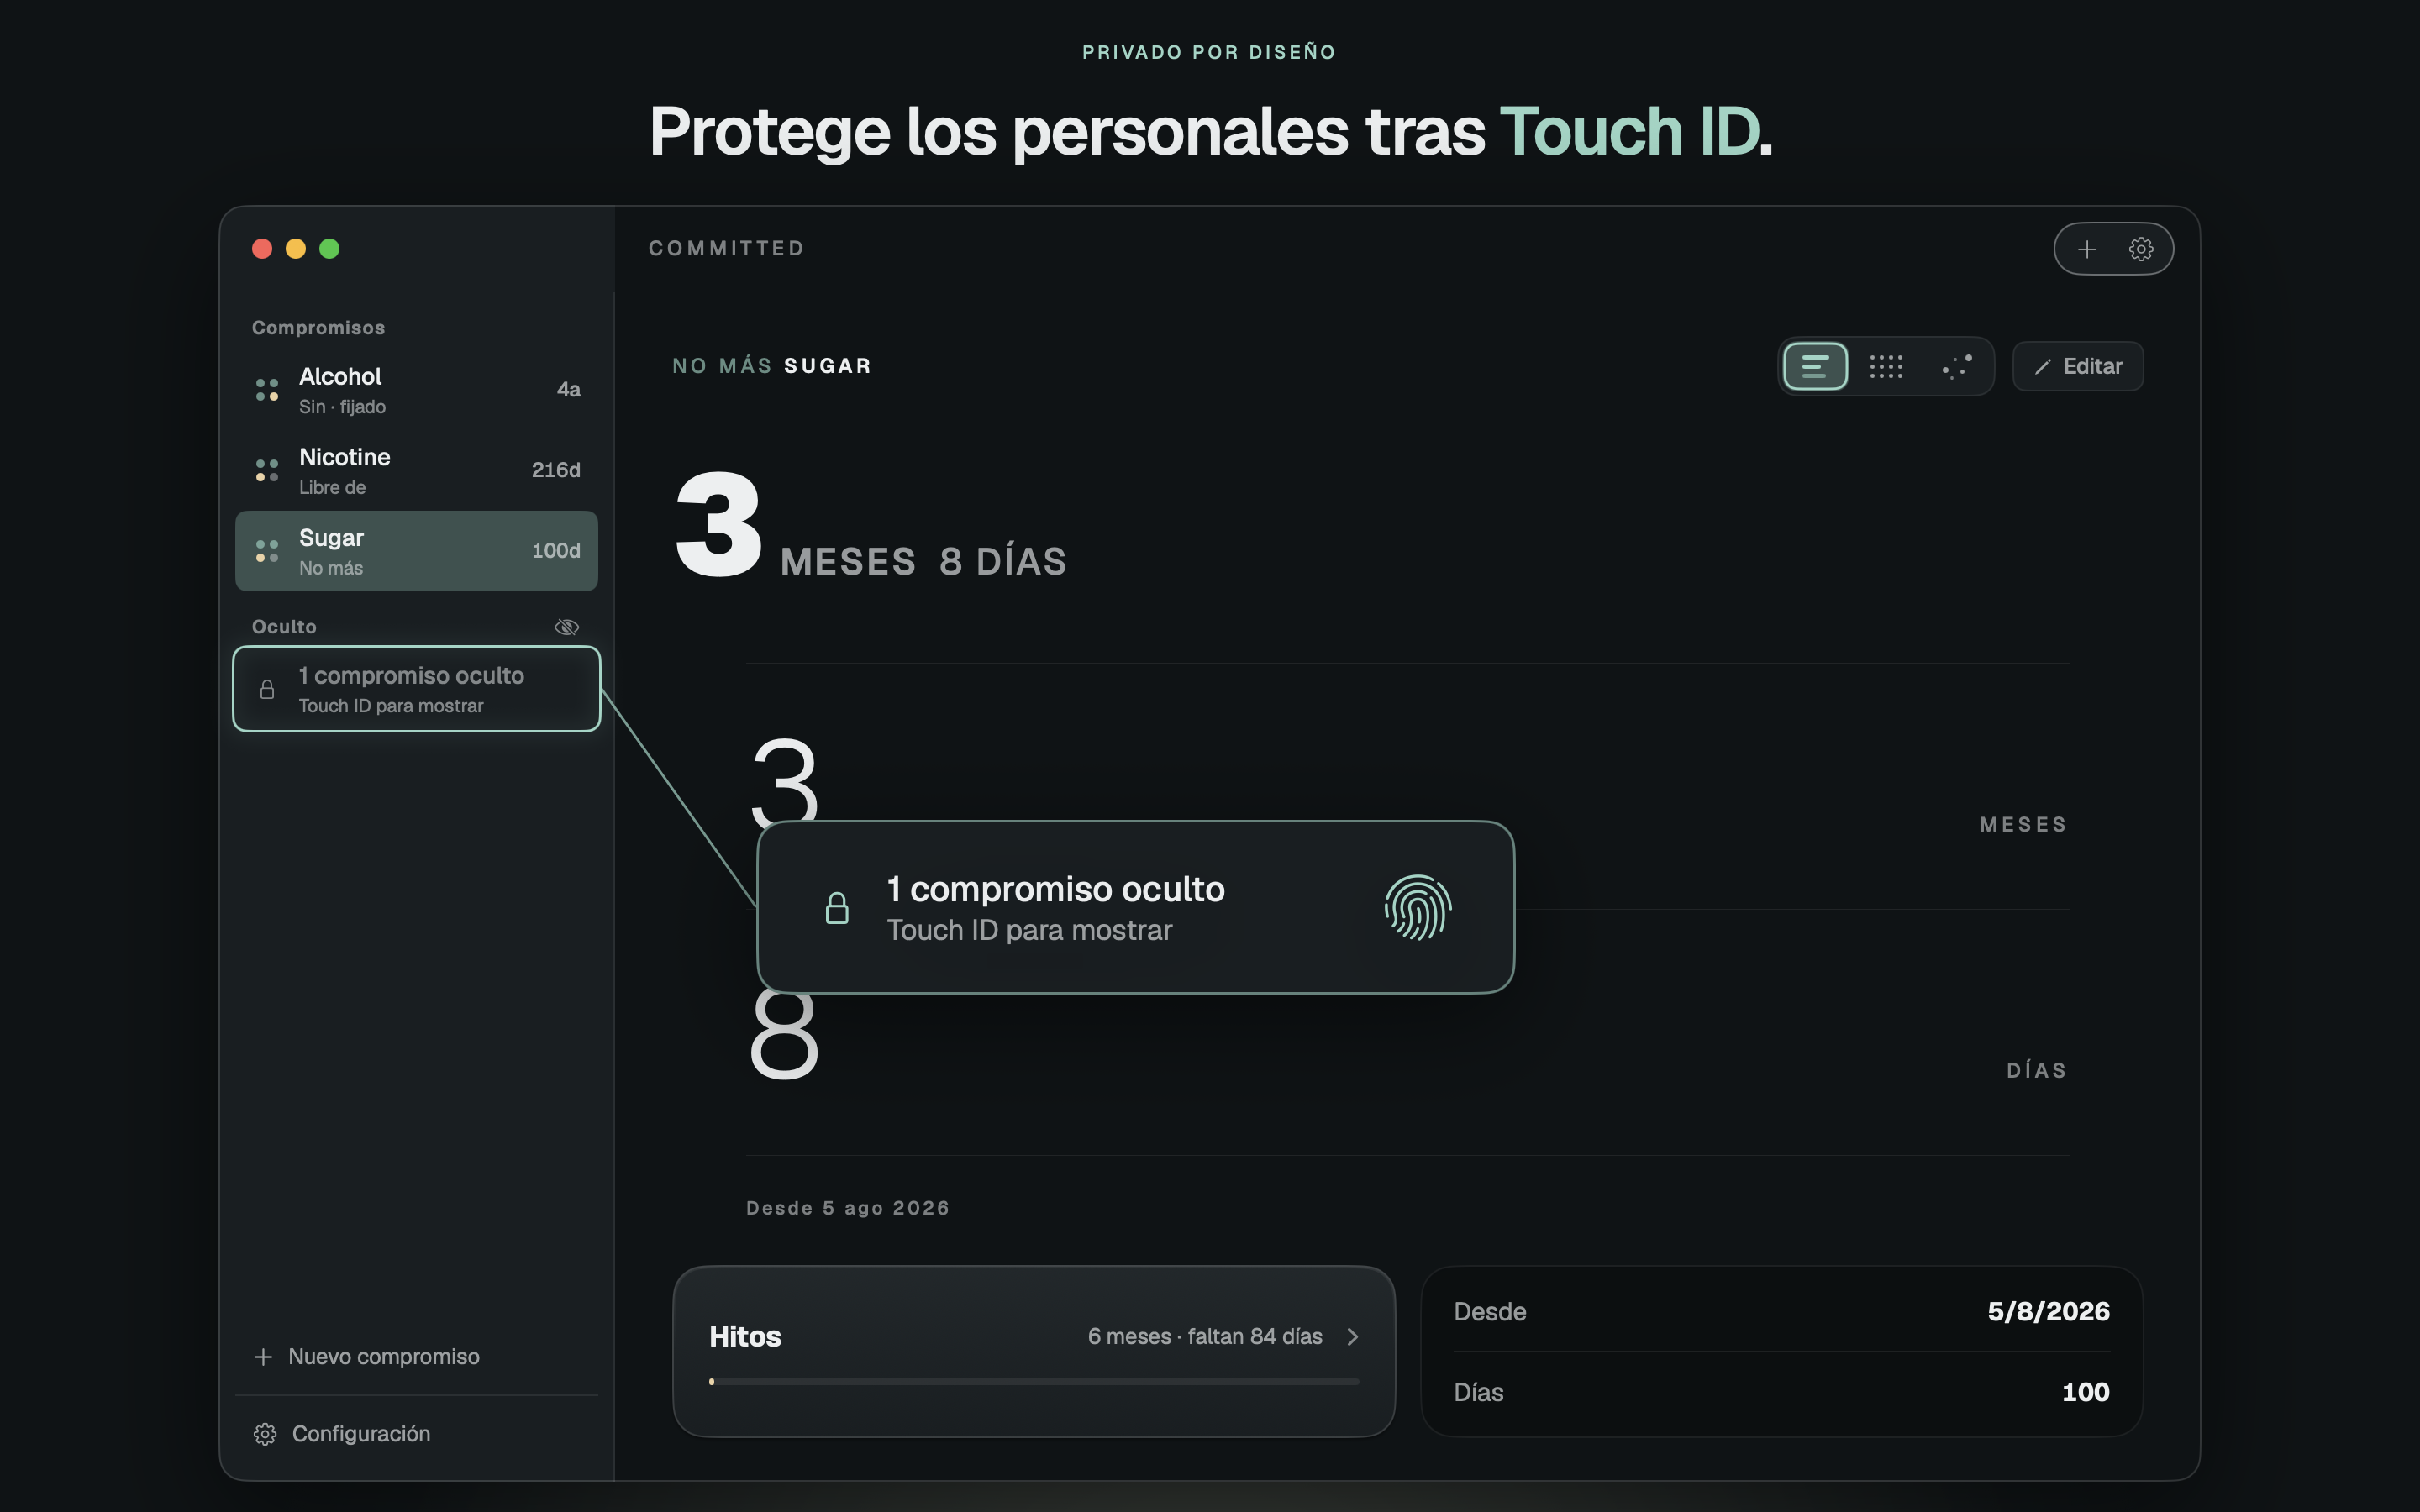 PRIVADO POR DISEÑO
Protege los personales tras Touch ID.
COMMITTED
Compromisos
Alcohol
Sin · fijado
4a
Nicotine
Libre de
216d
Sugar
No más
100d
Oculto
1 compromiso oculto
Touch ID para mostrar
Nuevo compromiso
Configuración
NO MÁS SUGAR
Editar
3 MESES 8 DÍAS
3
MESES
1 compromiso oculto
Touch ID para mostrar
8
DÍAS
Desde 5 ago 2026
Hitos
6 meses · faltan 84 días
Desde
5/8/2026
Días
100